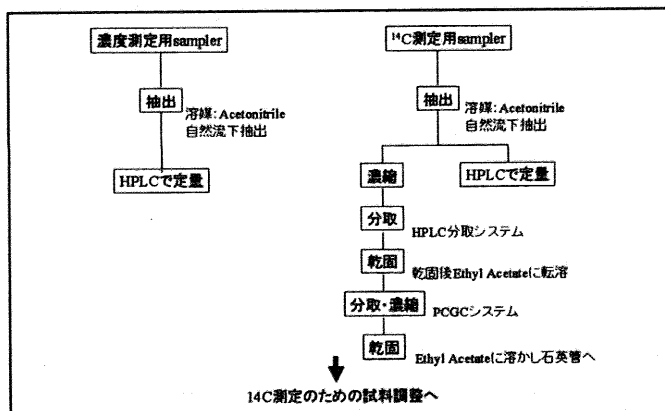 濃度測定用sampler
抽出
溶媒: Acetonitrile
自然流下抽出
HPLCで定量
¹⁴C測定用sampler
抽出
溶媒: Acetonitrile
自然流下抽出
濃縮
HPLCで定量
分取
HPLC分取システム
乾固
乾固後Ethyl Acetateに転溶
分取・濃縮
PCGCシステム
乾固
Ethyl Acetateに溶かし石英管へ
14C測定のための試料調整へ